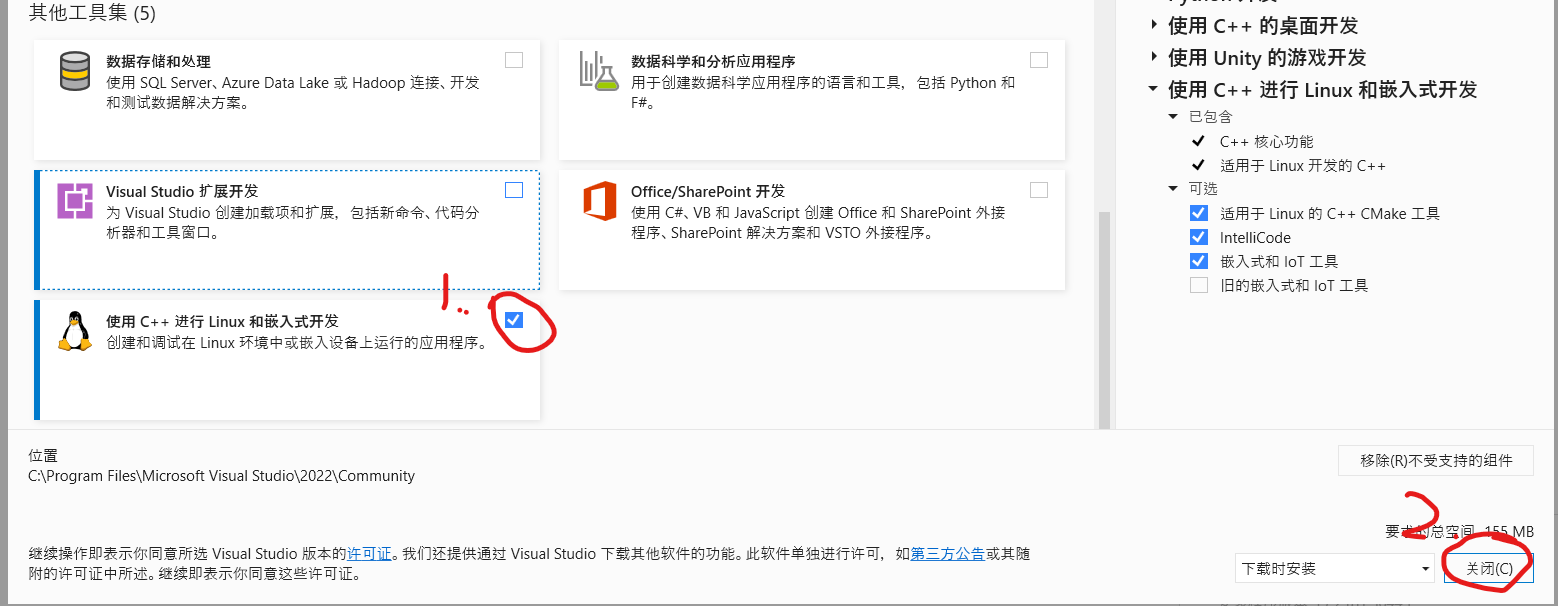 其他工具集 (5)
数据存储和处理
使用 SQL Server、Azure Data Lake 或 Hadoop 连接、开发
和测试数据解决方案。
数据科学和分析应用程序
用于创建数据科学应用程序的语言和工具，包括 Python 和
F#。
Visual Studio 扩展开发
为 Visual Studio 创建加载项和扩展，包括新命令、代码分
析器和工具窗口。
Office/SharePoint 开发
使用 C#、VB 和 JavaScript 创建 Office 和 SharePoint 外接
程序、SharePoint 解决方案和 VSTO 外接程序。
1..
使用 C++ 进行 Linux 和嵌入式开发
创建和调试在 Linux 环境中或嵌入设备上运行的应用程序。
使用 C++ 的桌面开发
使用 Unity 的游戏开发
使用 C++ 进行 Linux 和嵌入式开发
已包含
C++ 核心功能
适用于 Linux 开发的 C++
可选
适用于 Linux 的 C++ CMake 工具
IntelliCode
嵌入式和 IoT 工具
旧的嵌入式和 IoT 工具
位置
C:\Program Files\Microsoft Visual Studio\2022\Community
移除(R)不受支持的组件
2
要求的总空间 155 MB
继续操作即表示你同意所选 Visual Studio 版本的许可证。我们还提供通过 Visual Studio 下载其他软件的功能。此软件单独进行许可，如第三方公告或其随
附的许可证中所述。继续即表示你同意这些许可证。
下载时安装
关闭(C)